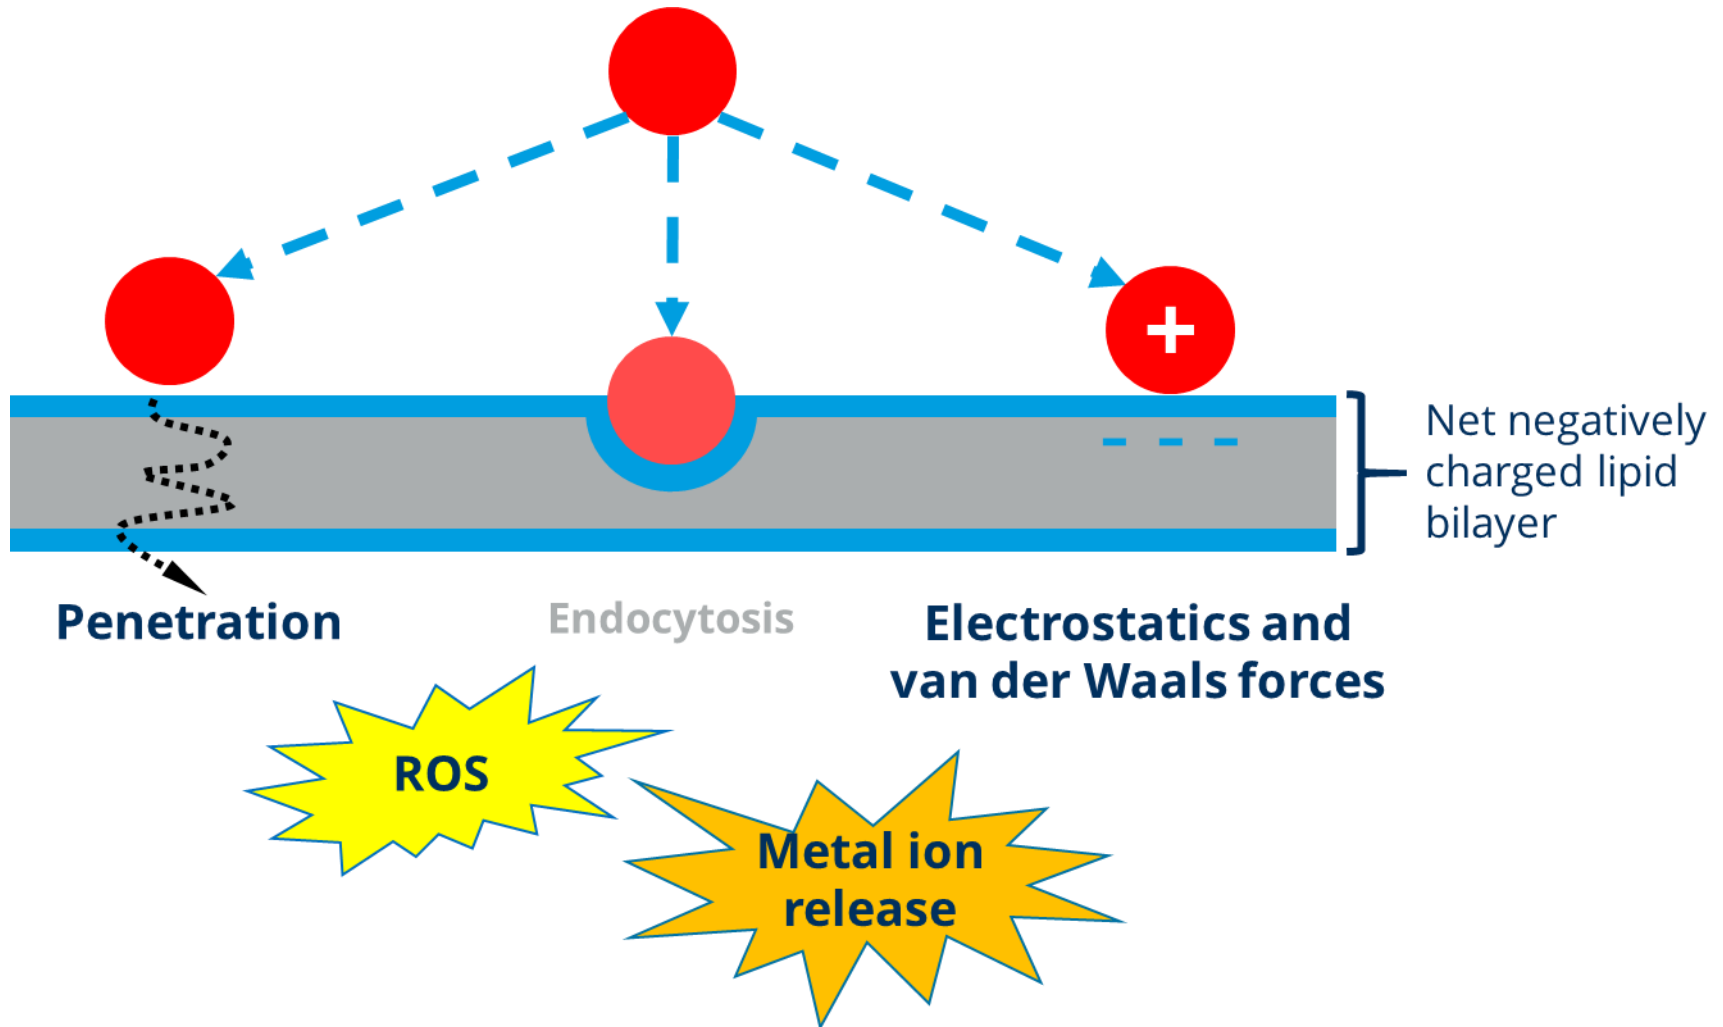 +
Net negatively
charged lipid
bilayer
Penetration
Endocytosis
Electrostatics and
van der Waals forces
ROS
Metal ion
release